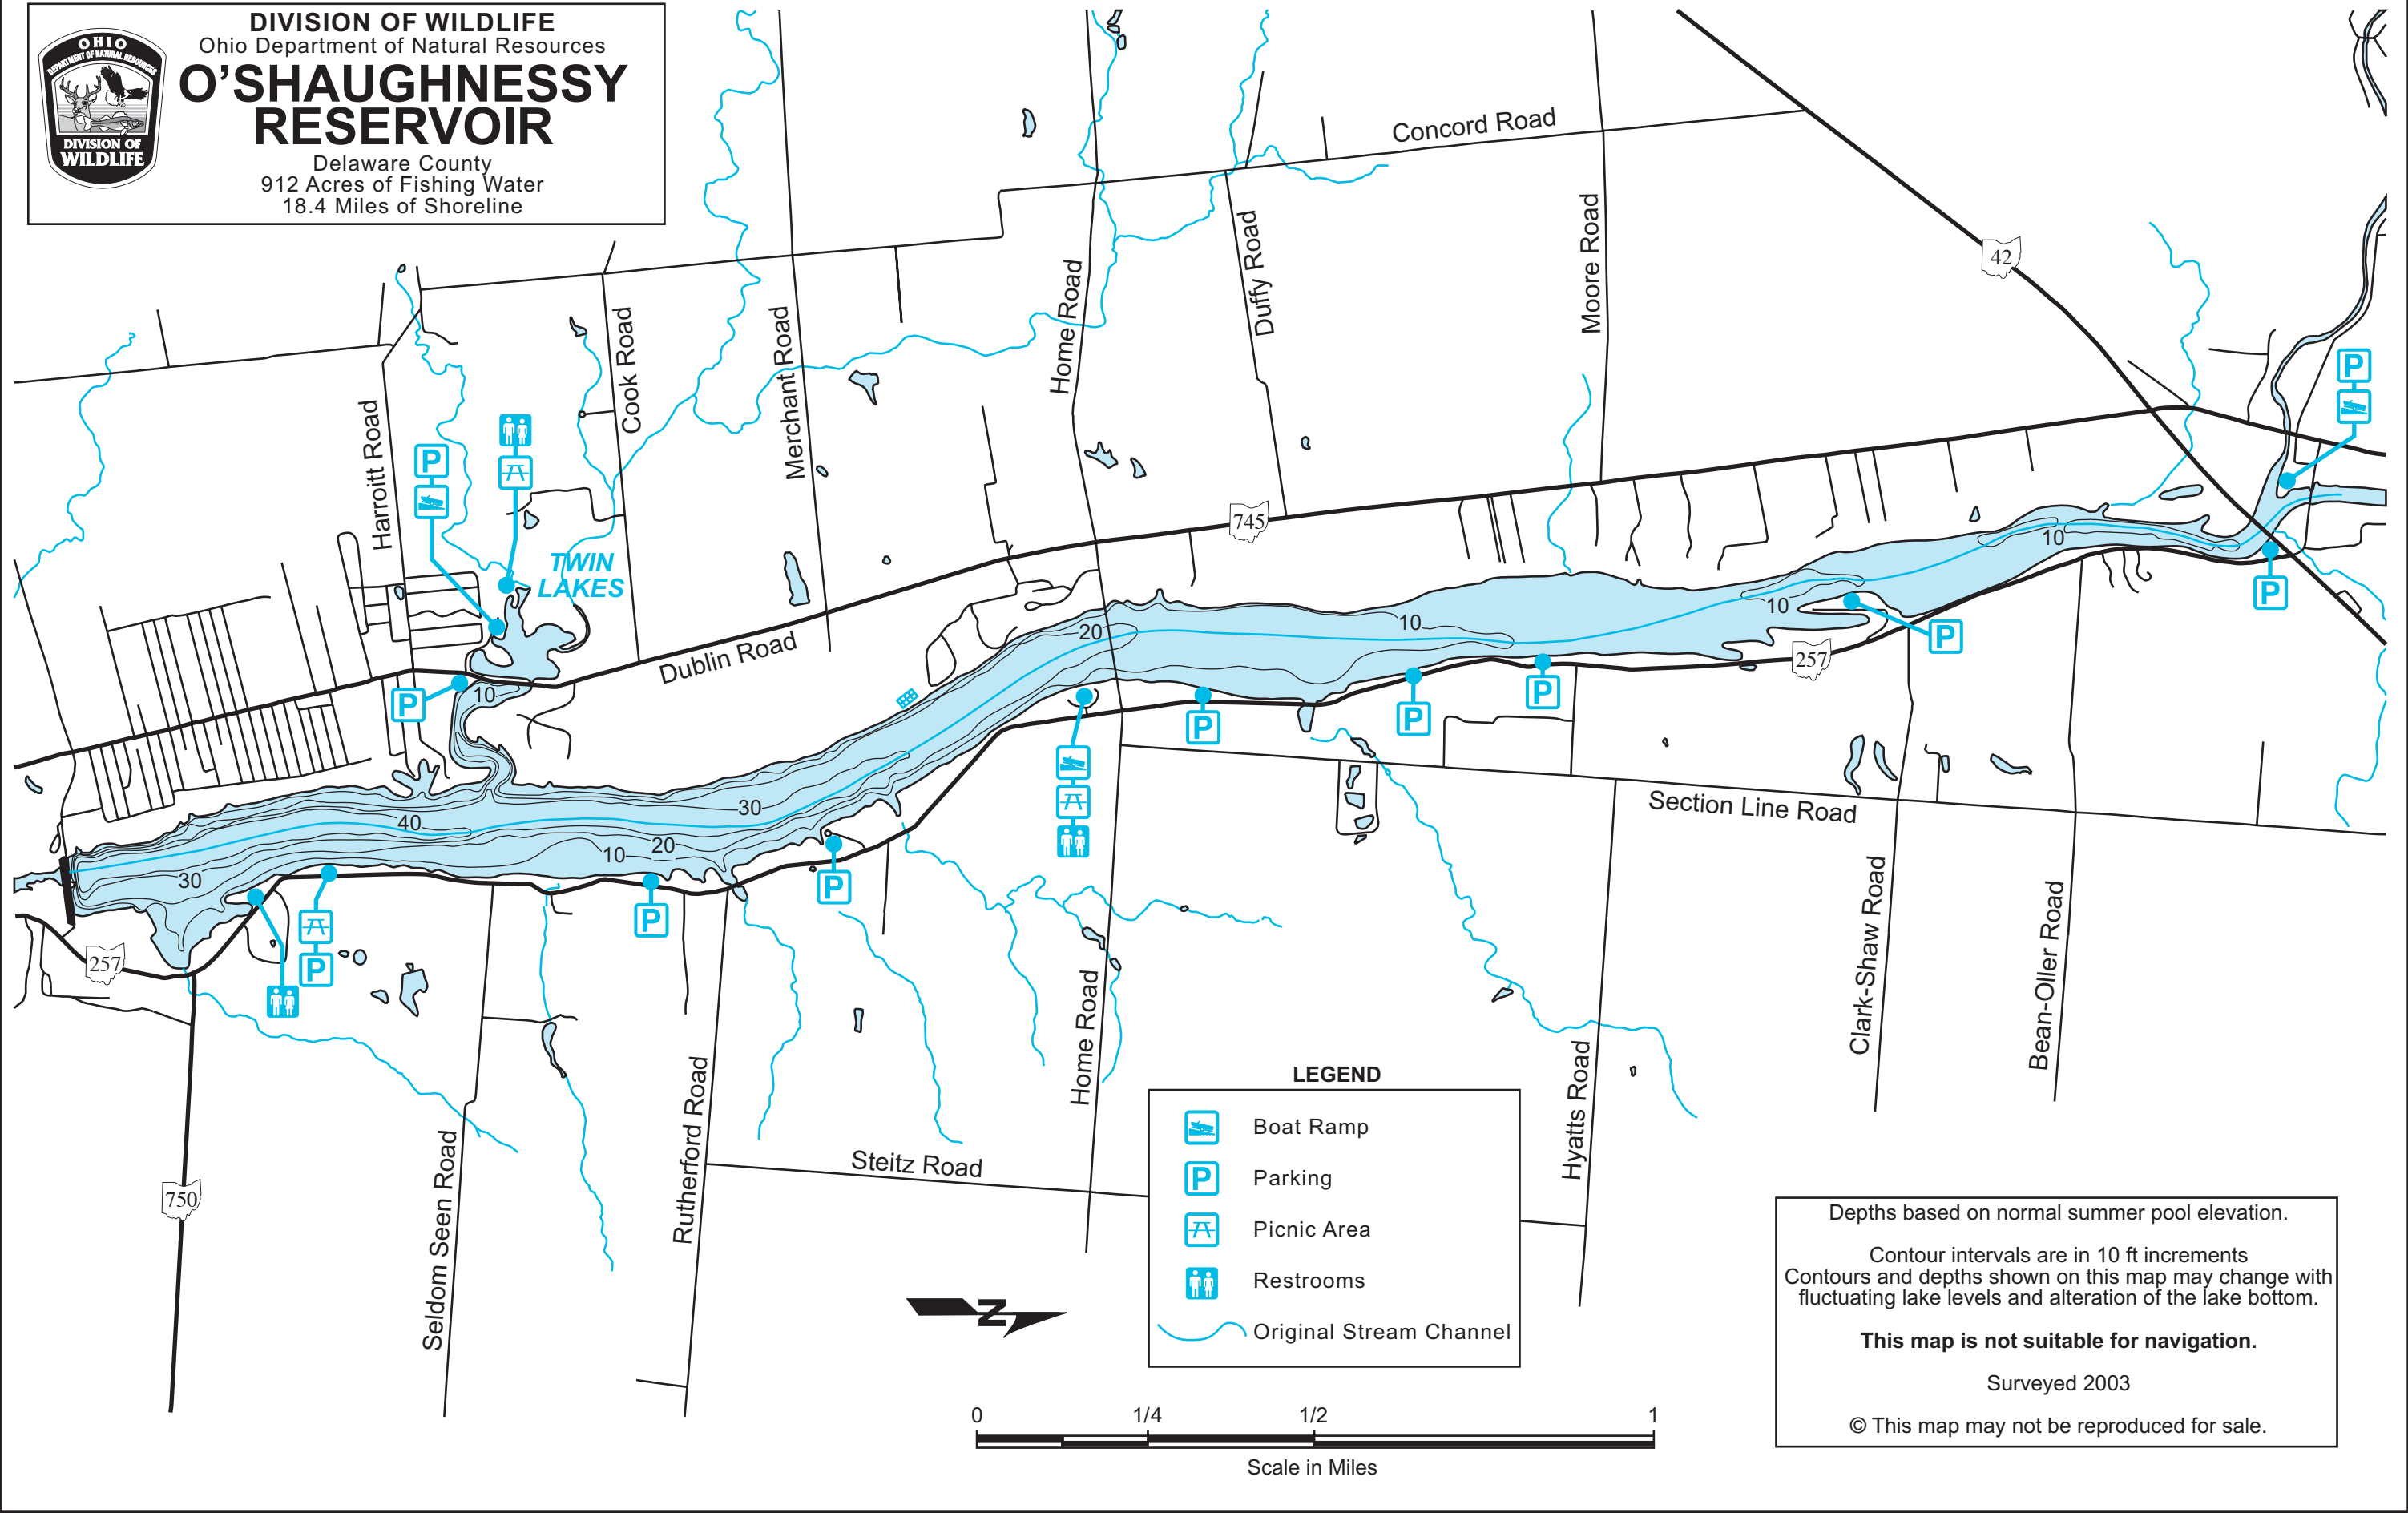 DIVISION OF WILDLIFE
Ohio Department of Natural Resources
O'SHAUGHNESSY
RESERVOIR
Delaware County
912 Acres of Fishing Water
18.4 Miles of Shoreline
OHIO
DEPARTMENT OF NATURAL RESOURCES
DIVISION OF
WILDLIFE
Concord Road
Harroitt Road
Cook Road
Merchant Road
Home Road
Duffy Road
Moore Road
42
P
P
TWIN
LAKES
745
Dublin Road
P
10
20
10
10
10
P
P
257
P
P
P
Section Line Road
30
40
10
20
30
P
P
P
257
750
Seldom Seen Road
Rutherford Road
Steitz Road
Home Road
Hyatts Road
Clark-Shaw Road
Bean-Oller Road
LEGEND
Boat Ramp
P Parking
Picnic Area
Restrooms
Original Stream Channel
N
0 1/4 1/2 1
Scale in Miles
Depths based on normal summer pool elevation.
Contour intervals are in 10 ft increments
Contours and depths shown on this map may change with
fluctuating lake levels and alteration of the lake bottom.
This map is not suitable for navigation.
Surveyed 2003
© This map may not be reproduced for sale.